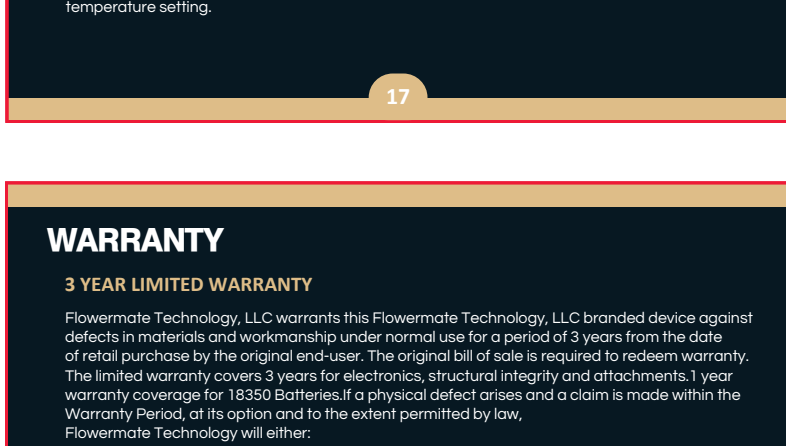 temperature setting.
17
WARRANTY
3 YEAR LIMITED WARRANTY
Flowermate Technology, LLC warrants this Flowermate Technology, LLC branded device against
defects in materials and workmanship under normal use for a period of 3 years from the date
of retail purchase by the original end-user. The original bill of sale is required to redeem warranty.
The limited warranty covers 3 years for electronics, structural integrity and attachments.1 year
warranty coverage for 18350 Batteries.If a physical defect arises and a claim is made within the
Warranty Period, at its option and to the extent permitted by law,
Flowermate Technology will either: